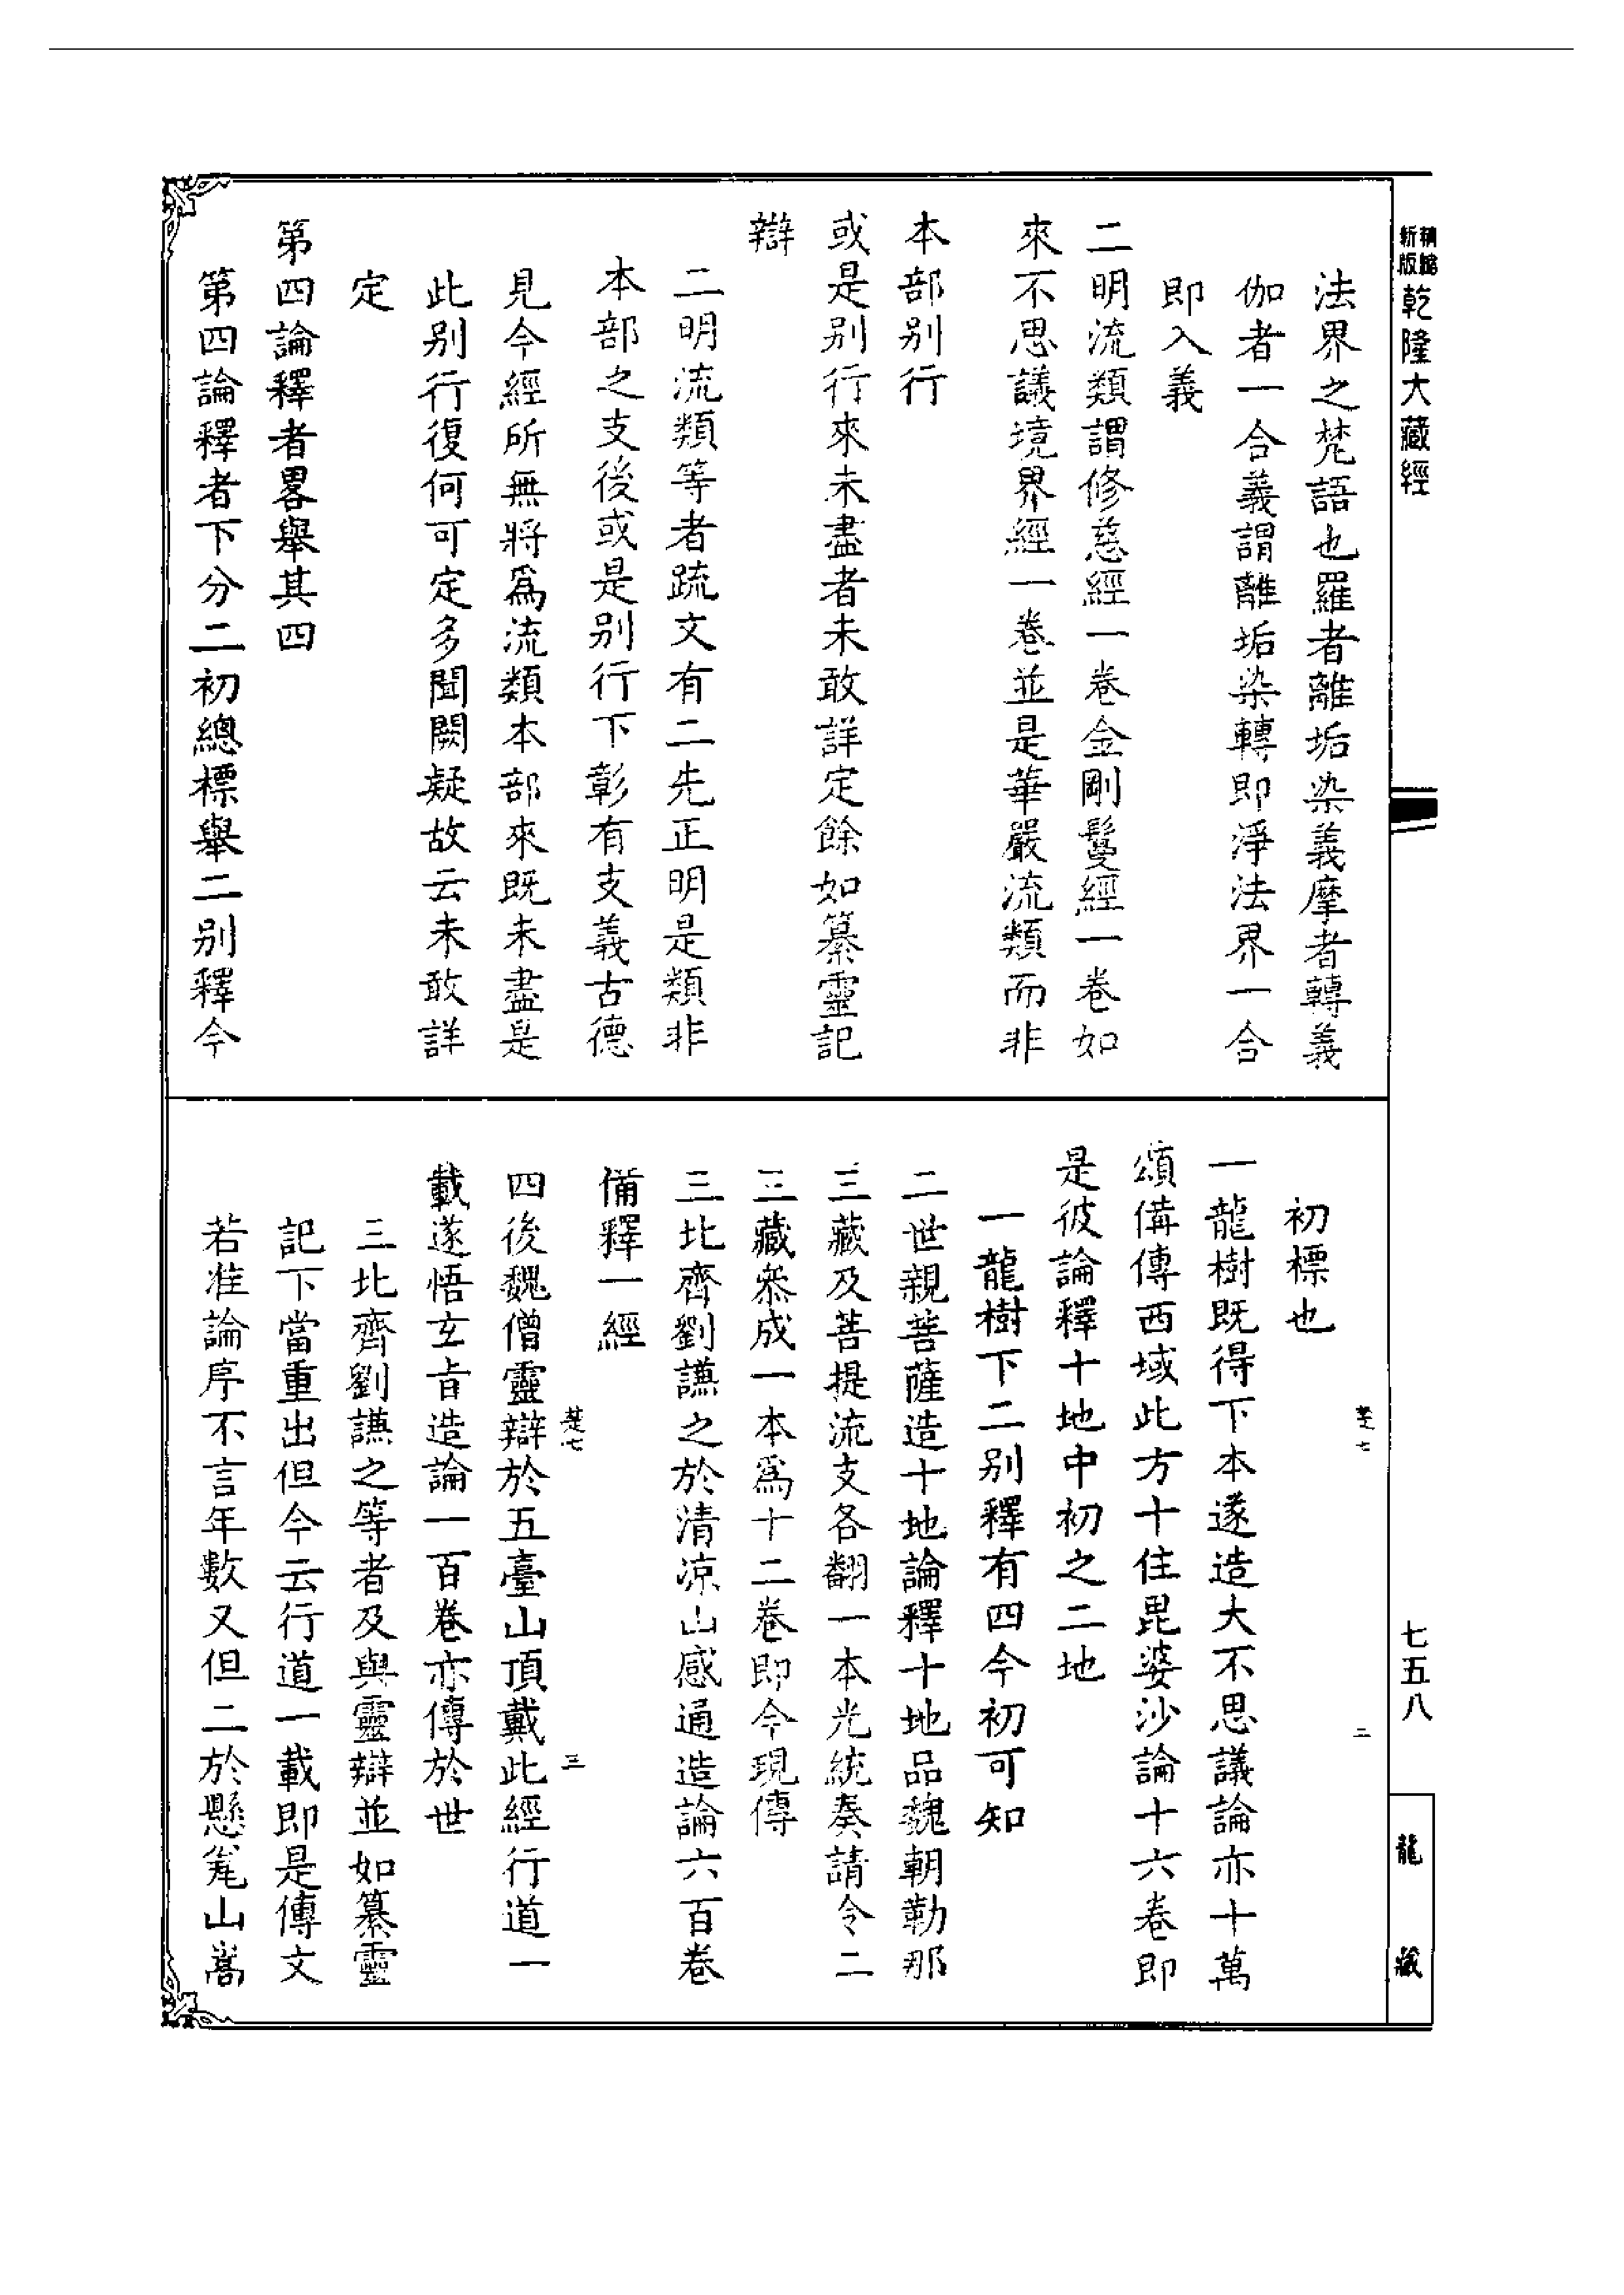 新版
精縮
乾隆大藏經
法界之梵語也羅者離垢染義摩者轉義
伽者一合義謂離垢染轉即淨法界一合
即入義
二明流類謂修慈經一卷金剛鬘經一卷如
來不思議境界經一卷並是華嚴流類而非
本部別行
或是別行來未盡者未敢詳定餘如纂靈記
辯
二明流類等者疏文有二先正明是類非
本部之支後或是別行下彰有支義古德
見今經所無將為流類本部來既未盡是
此別行復何可定多聞闕疑故云未敢詳
定
第四論釋者畧舉其四
第四論釋者下分二初總標舉二別釋今
初標也
一龍樹既得下本遂造大不思議論亦十萬
頌備傳西域此方十住毘婆沙論十六卷即
是彼論釋十地中初之二地
一龍樹下二別釋有四今初可知
二世親菩薩造十地論釋十地品魏朝勒那
三藏及菩提流支各翻一本光統奏請令二
三藏叅成一本為十二卷即今現傳
三北齊劉謙之於清凉山感通造論六百卷
備釋一經
四後魏僧靈辯於五臺山頂戴此經行道一
載遂悟玄旨造論一百卷亦傳於世
三北齊劉謙之等者及與靈辯並如纂靈
記下當重出但今云行道一載即是傳文
若准論序不言年數又但二於懸甕山嵩
七五八
龍藏